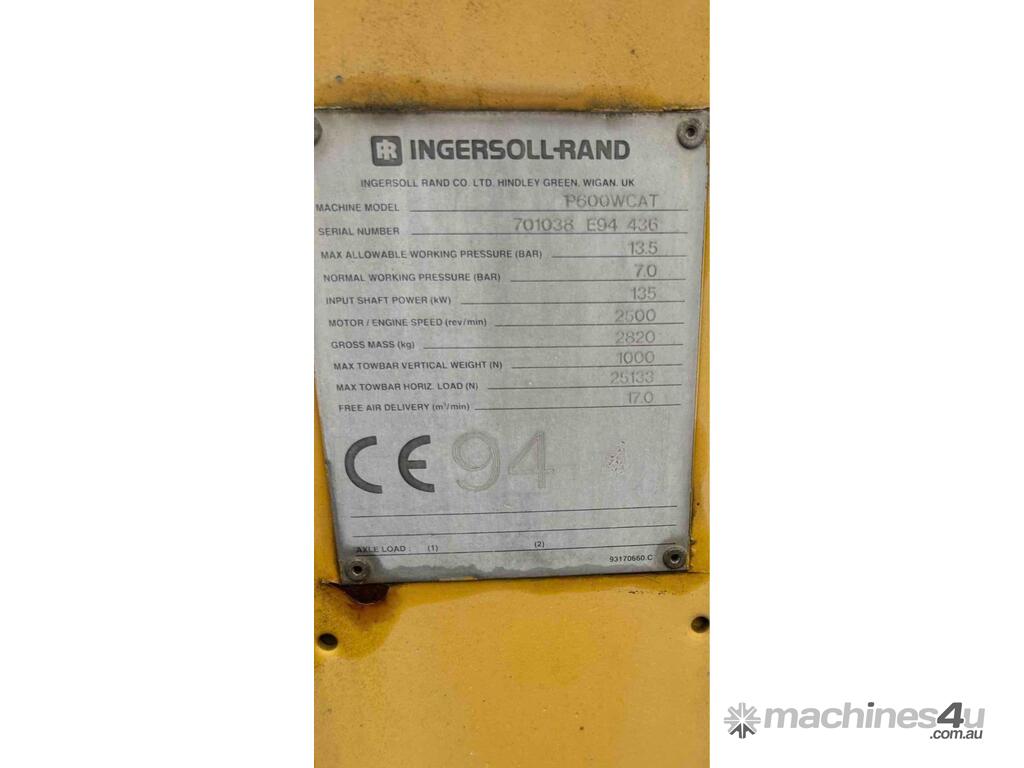 IR INGERSOLL-RAND
INGERSOLL RAND CO. LTD. HINDLEY GREEN, WIGAN. UK
MACHINE MODEL P600WCAT
SERIAL NUMBER 701038 E94 436
MAX ALLOWABLE WORKING PRESSURE (BAR) 13.5
NORMAL WORKING PRESSURE (BAR) 7.0
INPUT SHAFT POWER (kW) 135
MOTOR / ENGINE SPEED (rev/min) 2500
GROSS MASS (kg) 2820
MAX TOWBAR VERTICAL WEIGHT (N) 1000
MAX TOWBAR HORIZ. LOAD (N) 25133
FREE AIR DELIVERY (m³/min) 17.0
CE 94
AXLE LOAD : (1) (2)
93170660.C
machines4u
.com.au